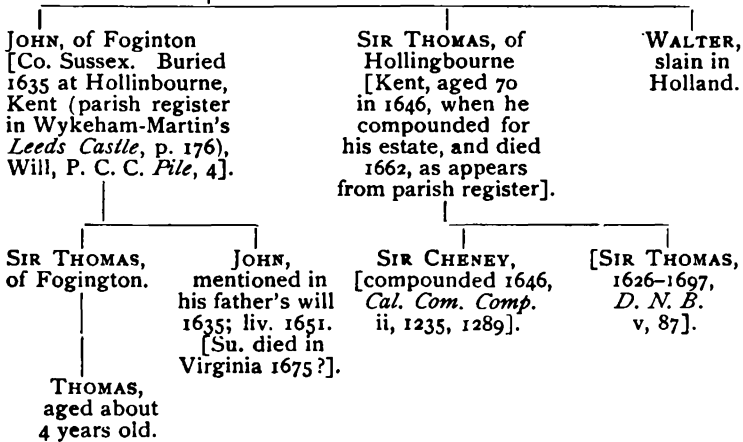 JOHN, of Foginton
[Co. Sussex. Buried
1635 at Hollinbourne,
Kent (parish register
in Wykeham-Martin's
Leeds Castle, p. 176),
Will, P. C. C. Pile, 4].
SIR THOMAS, of
Hollingbourne
[Kent, aged 70
in 1646, when he
compounded for
his estate, and died
1662, as appears
from parish register].
WALTER,
slain in
Holland.
SIR THOMAS,
of Fogington.
JOHN,
mentioned in
his father's will
1635; liv. 1651.
[Su. died in
Virginia 1675?].
SIR CHENEY,
[compounded 1646,
Cal. Com. Comp.
ii, 1235, 1289].
[SIR THOMAS,
1626-1697,
D. N. B.
v, 87].
THOMAS,
aged about
4 years old.